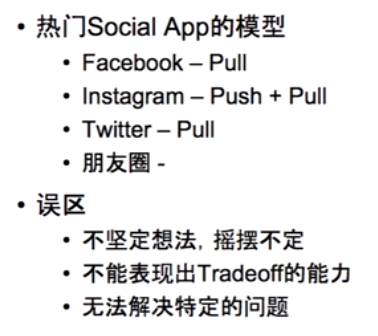 • 热门Social App的模型
• Facebook – Pull
• Instagram – Push + Pull
• Twitter – Pull
• 朋友圈 -
• 误区
• 不坚定想法, 摇摆不定
• 不能表现出Tradeoff的能力
• 无法解决特定的问题